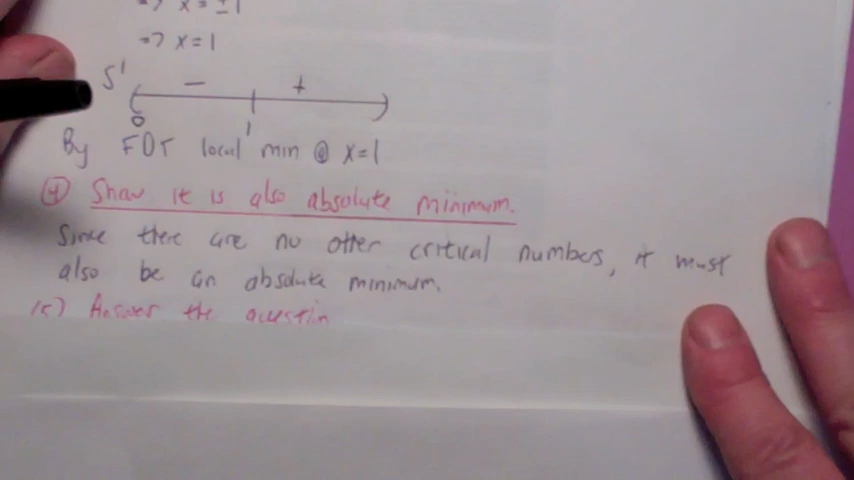 => x = ±1
=> x = 1
S' - +
0 1
By FDT local min @ x=1
④ Show it is also absolute minimum.
Since there are no other critical numbers, it must
also be an absolute minimum.
(5) Answer the question